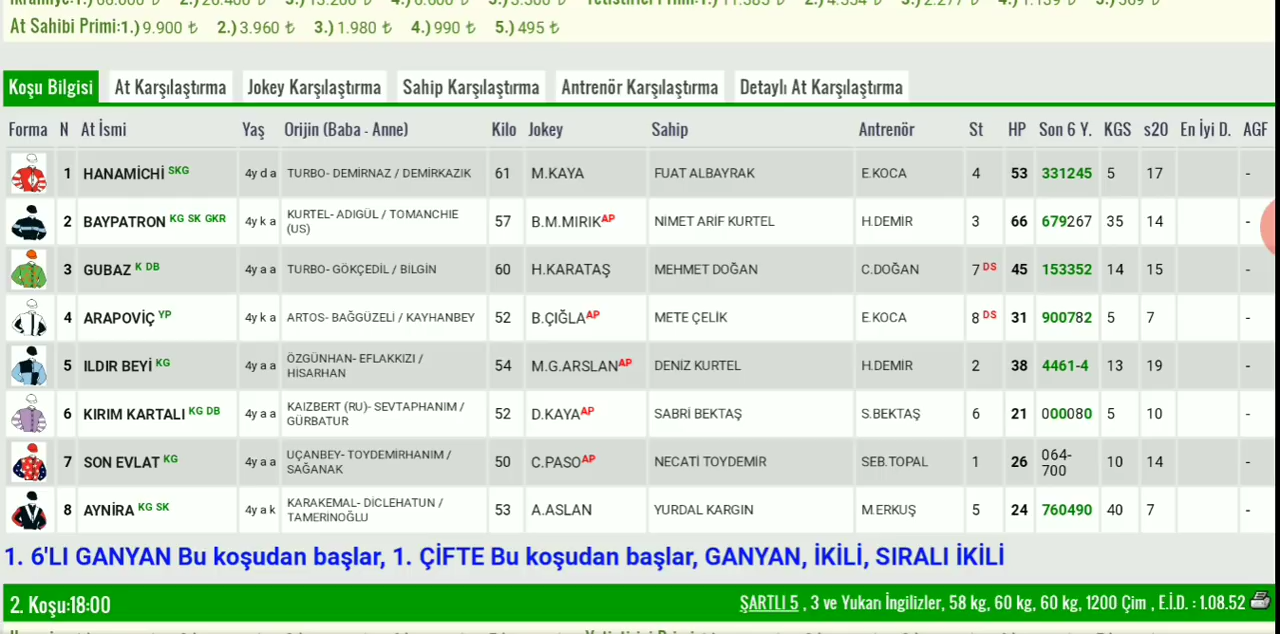 At Sahibi Primi:1.) 9.900 ₺ 2.) 3.960 ₺ 3.) 1.980 ₺ 4.) 990 ₺ 5.) 495 ₺
Koşu Bilgisi At Karşılaştırma Jokey Karşılaştırma Sahip Karşılaştırma Antrenör Karşılaştırma Detaylı At Karşılaştırma
Forma N At İsmi Yaş Orijin (Baba - Anne) Kilo Jokey Sahip Antrenör St HP Son 6 Y. KGS s20 En İyi D. AGF
1 HANAMİCHİ SKG 4y d a TURBO- DEMİRNAZ / DEMİRKAZIK 61 M.KAYA FUAT ALBAYRAK E.KOCA 4 53 331245 5 17 -
2 BAYPATRON KG SK GKR 4y k a KURTEL- ADIGÜL / TOMANCHIE (US) 57 B.M.MIRIK AP NIMET ARIF KURTEL H.DEMIR 3 66 679267 35 14 -
3 GUBAZ K DB 4y a a TURBO- GÖKÇEDİL / BİLGİN 60 H.KARATAŞ MEHMET DOĞAN C.DOĞAN 7 DS 45 153352 14 15 -
4 ARAPOVİÇ YP 4y k a ARTOS- BAĞGÜZELİ / KAYHANBEY 52 B.ÇIĞLA AP METE ÇELİK E.KOCA 8 DS 31 900782 5 7 -
5 ILDIR BEYİ KG 4y a a ÖZGÜNHAN- EFLAKKIZI / HISARHAN 54 M.G.ARSLAN AP DENİZ KURTEL H.DEMIR 2 38 4461-4 13 19 -
6 KIRIM KARTALI KG DB 4y a a KAIZBERT (RU)- SEVTAPHANIM / GÜRBATUR 52 D.KAYA AP SABRİ BEKTAŞ S.BEKTAŞ 6 21 000080 5 10 -
7 SON EVLAT KG 4y a a UÇANBEY- TOYDEMIRHANIM / SAĞANAK 50 C.PASO AP NECATİ TOYDEMİR SEB.TOPAL 1 26 064-700 10 14 -
8 AYNİRA KG SK 4y a k KARAKEMAL- DİCLEHATUN / TAMERINOĞLU 53 A.ASLAN YURDAL KARGIN M.ERKUŞ 5 24 760490 40 7 -
1. 6'LI GANYAN Bu koşudan başlar, 1. ÇİFTE Bu koşudan başlar, GANYAN, İKİLİ, SIRALI İKİLİ
2. Koşu:18:00 ŞARTLI 5 , 3 ve Yukarı İngilizler, 58 kg, 60 kg, 60 kg, 1200 Çim , E.İ.D. : 1.08.52